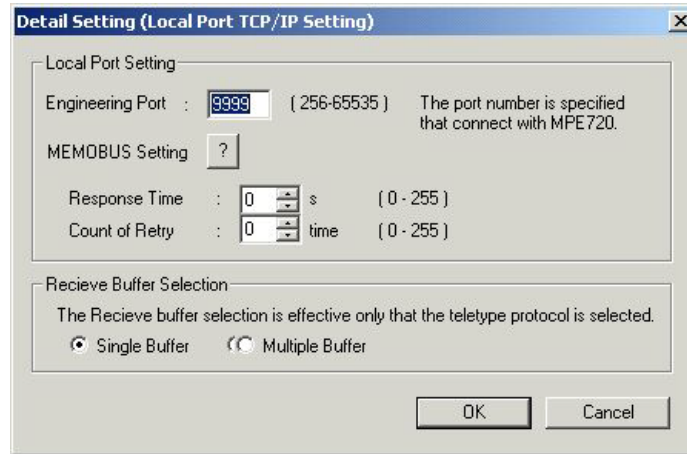 Detail Setting (Local Port TCP/IP Setting)
Local Port Setting
Engineering Port : 9999 ( 256-65535 ) The port number is specified
that connect with MPE720.
MEMOBUS Setting ?
Response Time : 0 s ( 0 - 255 )
Count of Retry : 0 time ( 0 - 255 )
Recieve Buffer Selection
The Recieve buffer selection is effective only that the teletype protocol is selected.
Single Buffer Multiple Buffer
OK Cancel